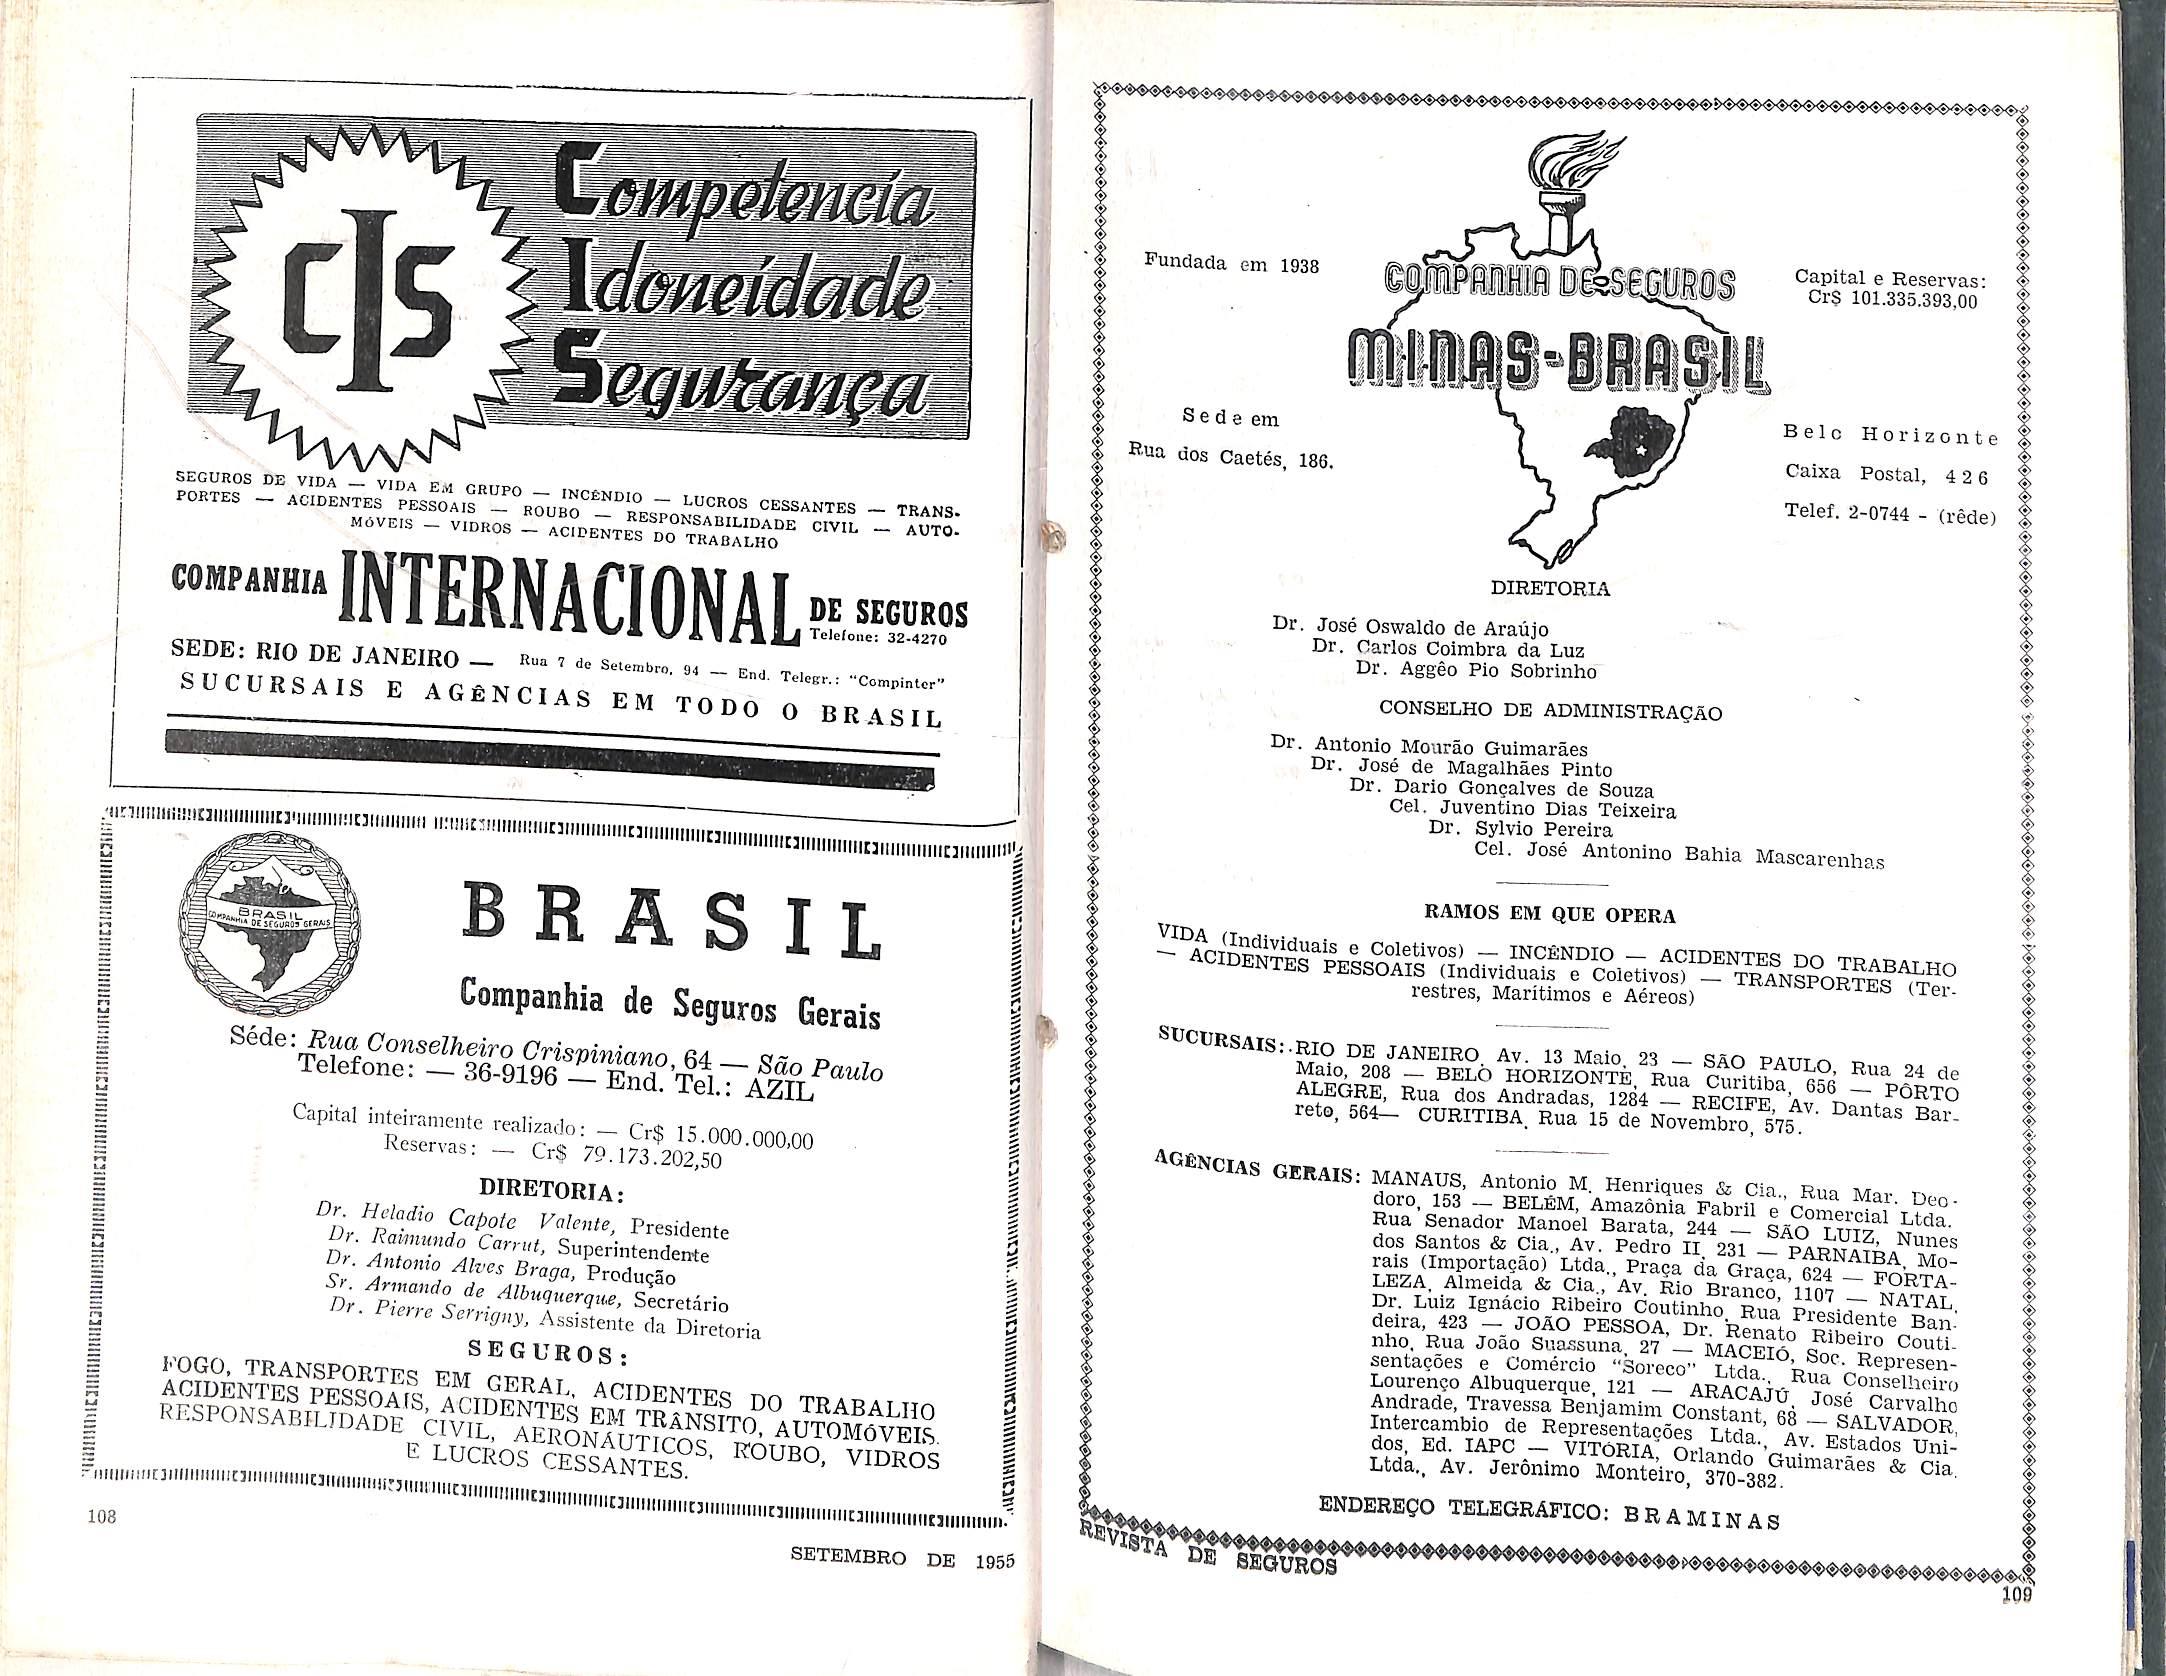 CIS
Competencia
Idoneidade
Segurança
SEGUROS DE VIDA — VIDA EM GRUPO — INCÊNDIO — LUCROS CESSANTES — TRANS-
PORTES — ACIDENTES PESSOAIS — ROUBO — RESPONSABILIDADE CIVIL — AUTO-
MÓVEIS — VIDROS — ACIDENTES DO TRABALHO
COMPANHIA INTERNACIONAL DE SEGUROS
Telefone: 32-4270
SEDE: RIO DE JANEIRO — Rua 7 de Setembro, 94 — End. Telegr.: "Compinter"
SUCURSAIS E AGÊNCIAS EM TODO O BRASIL
BRASIL
COMPANHIA DE SEGUROS GERAIS
BRASIL
Companhia de Seguros Gerais
Séde: Rua Conselheiro Crispiniano, 64 — São Paulo
Telefone: — 36-9196 — End. Tel.: AZIL
Capital inteiramente realizado: — Cr$ 15.000.000,00
Reservas: — Cr$ 79.173.202,50
DIRETORIA:
Dr. Heladio Capote Valente, Presidente
Dr. Raimundo Carrut, Superintendente
Dr. Antonio Alves Braga, Produção
Sr. Armando de Albuquerque, Secretário
Dr. Pierre Serrigny, Assistente da Diretoria
SEGUROS:
FOGO, TRANSPORTES EM GERAL, ACIDENTES DO TRABALHO
ACIDENTES PESSOAIS, ACIDENTES EM TRÂNSITO, AUTOMÓVEIS.
RESPONSABILIDADE CIVIL, AERONÁUTICOS, ROUBO, VIDROS
E LUCROS CESSANTES.
108
SETEMBRO DE 1955
Fundada em 1938
COMPANHIA DE SEGUROS
MINAS-BRASIL
Capital e Reservas:
Cr$ 101.335.393,00
Sede em
Rua dos Caetés, 186.
Belo Horizonte
Caixa Postal, 426
Telef. 2-0744 - (rêde)
DIRETORIA
Dr. José Oswaldo de Araújo
Dr. Carlos Coimbra da Luz
Dr. Aggêo Pio Sobrinho
CONSELHO DE ADMINISTRAÇÃO
Dr. Antonio Mourão Guimarães
Dr. José de Magalhães Pinto
Dr. Dario Gonçalves de Souza
Cel. Juventino Dias Teixeira
Dr. Sylvio Pereira
Cel. José Antonino Bahia Mascarenhas
RAMOS EM QUE OPERA
VIDA (Individuais e Coletivos) — INCÊNDIO — ACIDENTES DO TRABALHO
— ACIDENTES PESSOAIS (Individuais e Coletivos) — TRANSPORTES (Ter-
restres, Marítimos e Aéreos)
SUCURSAIS: RIO DE JANEIRO, Av. 13 Maio, 23 — SÃO PAULO, Rua 24 de
Maio, 208 — BELO HORIZONTE, Rua Curitiba, 656 — PÔRTO
ALEGRE, Rua dos Andradas, 1284 — RECIFE, Av. Dantas Bar-
reto, 564— CURITIBA, Rua 15 de Novembro, 575.
AGÊNCIAS GERAIS: MANAUS, Antonio M. Henriques & Cia., Rua Mar. Deo-
doro, 153 — BELÉM, Amazônia Fabril e Comercial Ltda.
Rua Senador Manoel Barata, 244 — SÃO LUIZ, Nunes
dos Santos & Cia., Av. Pedro II, 231 — PARNAIBA, Mo-
rais (Importação) Ltda., Praça da Graça, 624 — FORTA-
LEZA, Almeida & Cia., Av. Rio Branco, 1107 — NATAL,
Dr. Luiz Ignácio Ribeiro Coutinho, Rua Presidente Ban-
deira, 423 — JOÃO PESSOA, Dr. Renato Ribeiro Couti-
nho, Rua João Suassuna, 27 — MACEIÓ, Soc. Represen-
sentações e Comércio "Soreco" Ltda., Rua Conselheiro
Lourenço Albuquerque, 121 — ARACAJÚ, José Carvalho
Andrade, Travessa Benjamim Constant, 68 — SALVADOR,
Intercambio de Representações Ltda., Av. Estados Uni-
dos, Ed. IAPC — VITÓRIA, Orlando Guimarães & Cia.
Ltda., Av. Jerônimo Monteiro, 370-382.
ENDEREÇO TELEGRÁFICO: BRAMINAS
REVISTA DE SEGUROS
109